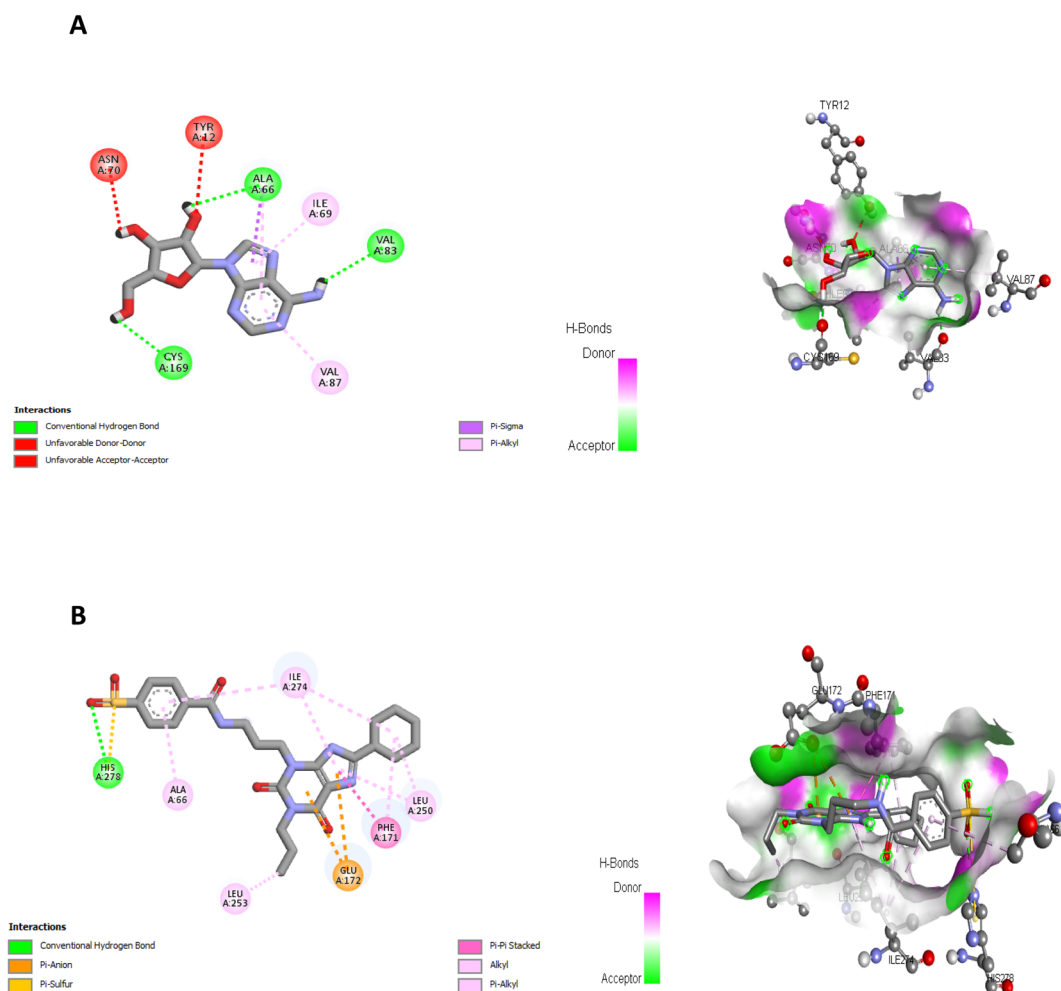 A
TYR
A:12
ASN
A:70
ALA
A:66
ILE
A:69
VAL
A:83
CYS
A:169
VAL
A:87
Interactions
Conventional Hydrogen Bond
Unfavorable Donor-Donor
Unfavorable Acceptor-Acceptor
Pi-Sigma
Pi-Alkyl
TYR12
VAL87
CYS169
VAL83
H-Bonds
Donor
Acceptor
B
ILE
A:274
HIS
A:278
ALA
A:66
LEU
A:250
PHE
A:171
GLU
A:172
LEU
A:253
Interactions
Conventional Hydrogen Bond
Pi-Anion
Pi-Sulfur
Pi-Pi Stacked
Alkyl
Pi-Alkyl
GLU172
PHE171
ILE274
HIS278
H-Bonds
Donor
Acceptor